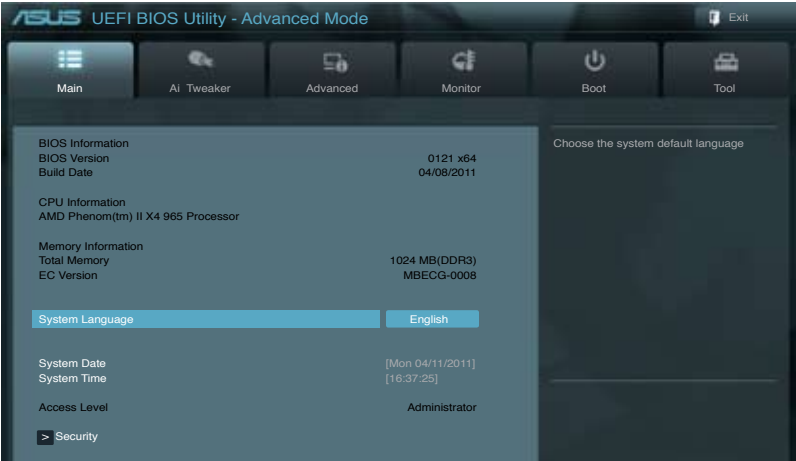 ASUS UEFI BIOS Utility - Advanced Mode
Exit
Main
Ai Tweaker
Advanced
Monitor
Boot
Tool
BIOS Information
BIOS Version 0121 x64
Build Date 04/08/2011
CPU Information
AMD Phenom(tm) II X4 965 Processor
Memory Information
Total Memory 1024 MB(DDR3)
EC Version MBECG-0008
System Language English
System Date [Mon 04/11/2011]
System Time [16:37:25]
Access Level Administrator
> Security
Choose the system default language